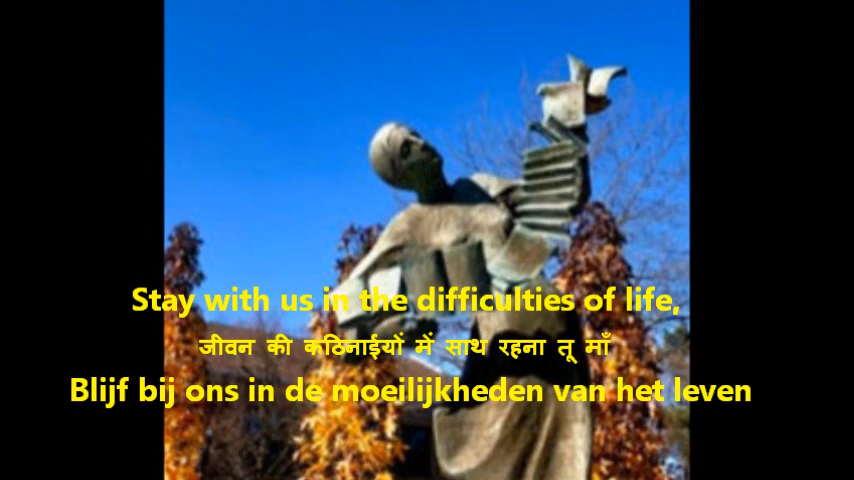 Stay with us in the difficulties of life,
जीवन की कठिनाईयों में साथ रहना तू माँ
Blijf bij ons in de moeilijkheden van het leven